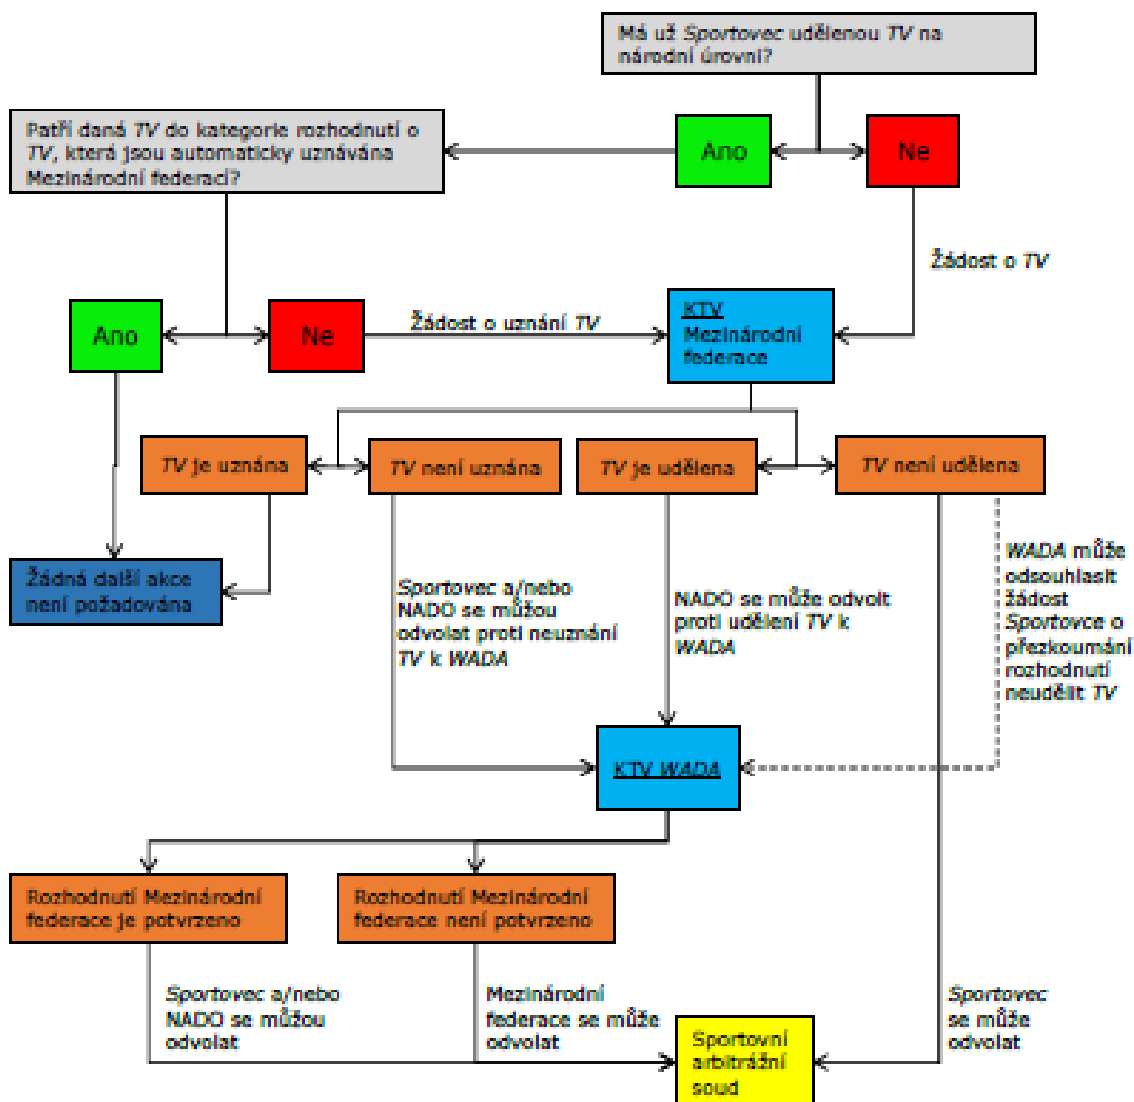 Má už Sportovec udělenou TV na
národní úrovni?
Patří daná TV do kategorie rozhodnutí o
TV, která jsou automaticky uznávána
Mezinárodní federací?
Ano
Ne
Žádost o TV
Ano
Ne
Žádost o uznání TV
KTV
Mezinárodní
federace
TV je uznána
TV není uznána
TV je udělena
TV není udělena
Žádná další akce
není požadována
Sportovec a/nebo
NADO se můžou
odvolat proti neuznání
TV k WADA
NADO se může odvolt
proti udělení TV k
WADA
WADA může
odsouhlasit
žádost
Sportovce o
přezkoumání
rozhodnutí
neudělit TV
KTV WADA
Rozhodnutí Mezinárodní
federace je potvrzeno
Rozhodnutí Mezinárodní
federace není potvrzeno
Sportovec a/nebo
NADO se můžou
odvolat
Mezinárodní
federace se může
odvolat
Sportovní
arbitrážní
soud
Sportovec
se může
odvolat